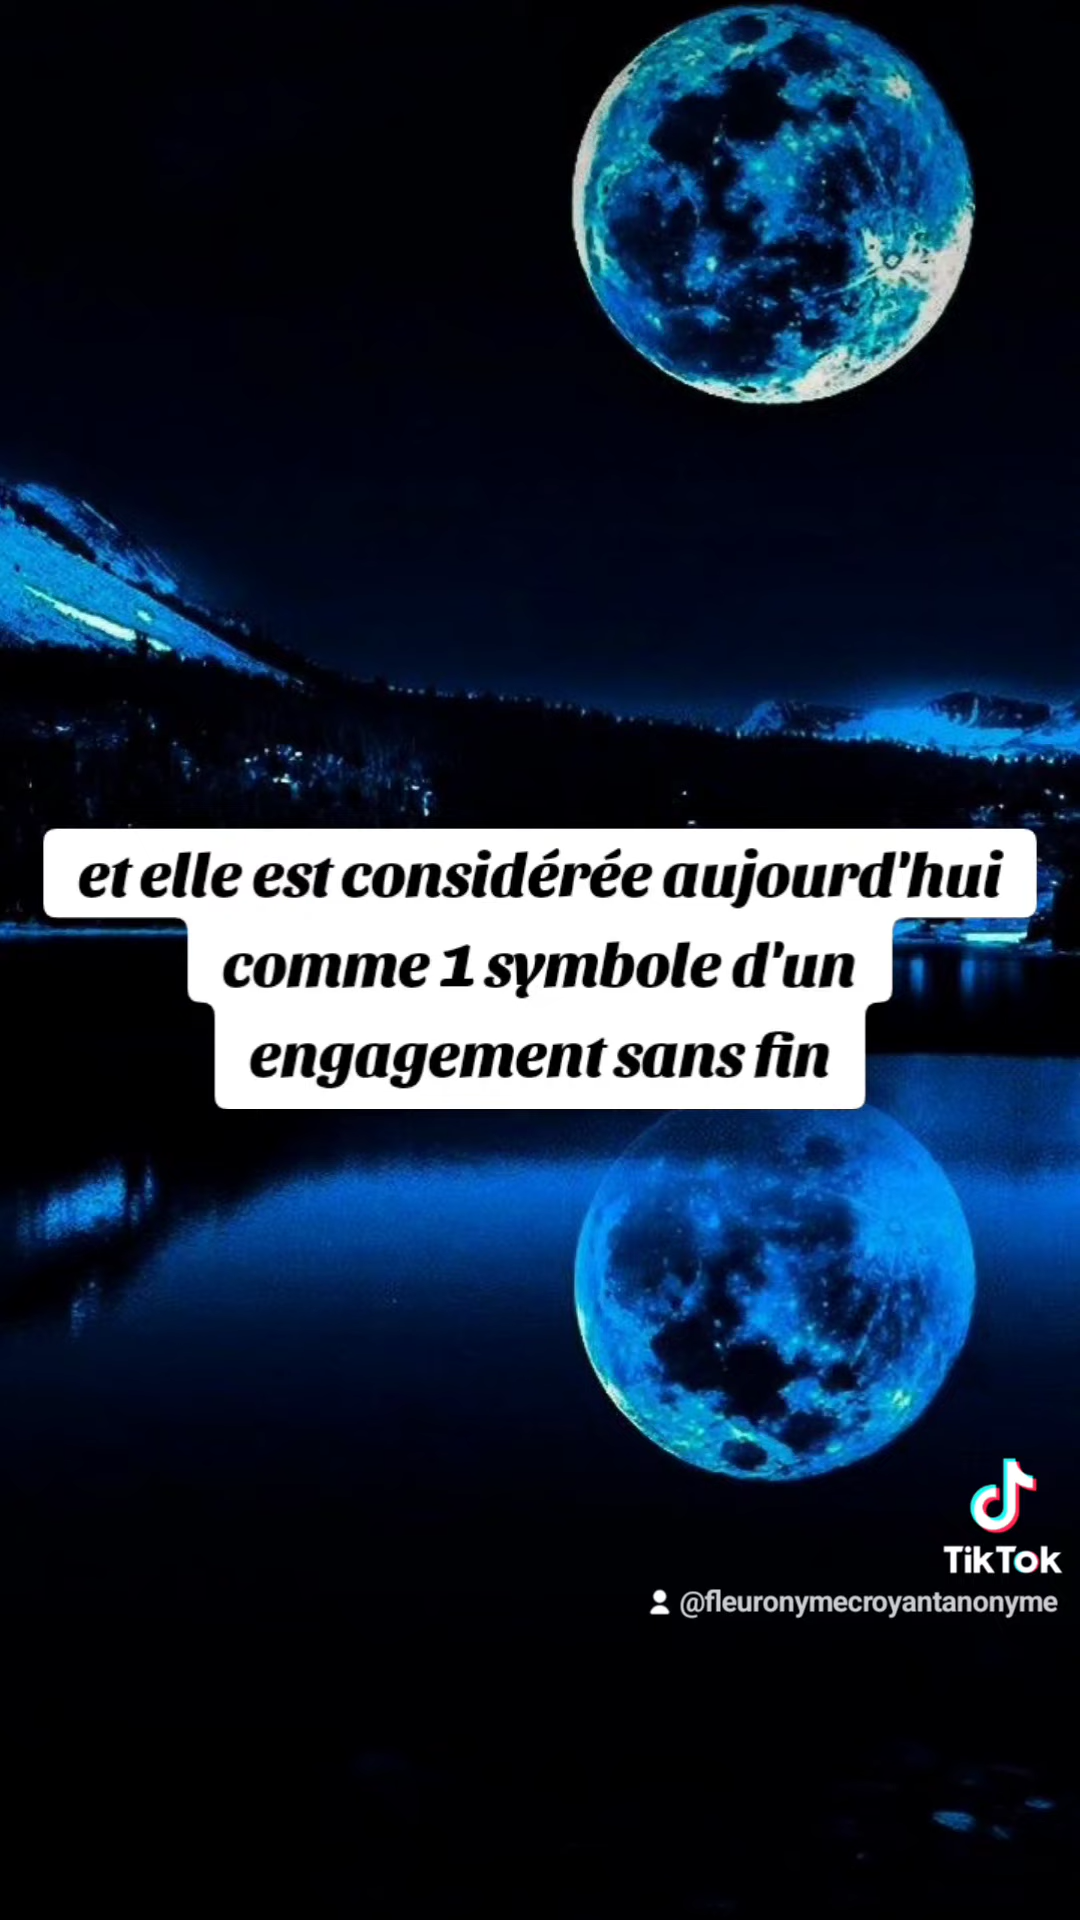 et elle est considérée aujourd'hui
comme 1 symbole d'un
engagement sans fin
TikTok
@fleuronymecroyantanonyme